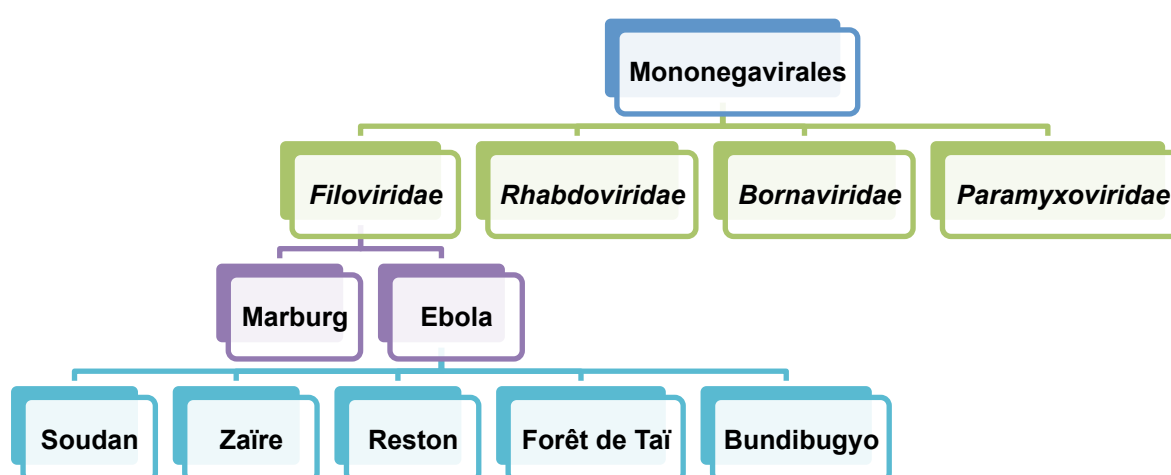 Mononegavirales
Filoviridae
Rhabdoviridae
Bornaviridae
Paramyxoviridae
Marburg
Ebola
Soudan
Zaïre
Reston
Forêt de Taï
Bundibugyo